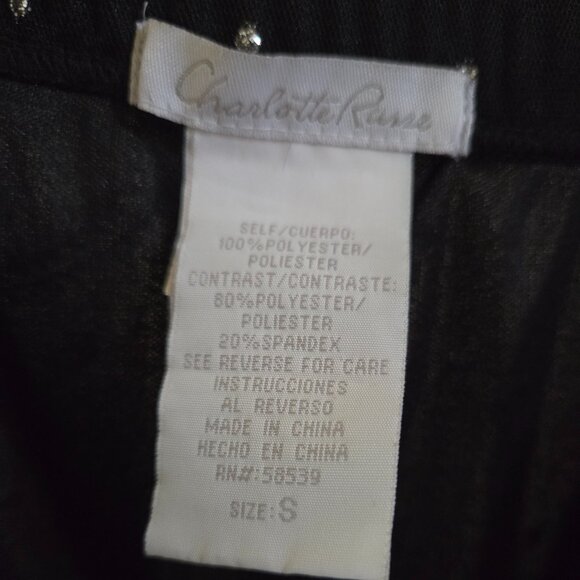 Charlotte Russe
SELF/CUERPO:
100%POLYESTER/
POLIESTER
CONTRAST/CONTRASTE:
80%POLYESTER/
POLIESTER
20%SPANDEX
SEE REVERSE FOR CARE
INSTRUCCIONES
AL REVERSO
MADE IN CHINA
HECHO EN CHINA
RN#:58539
SIZE:S